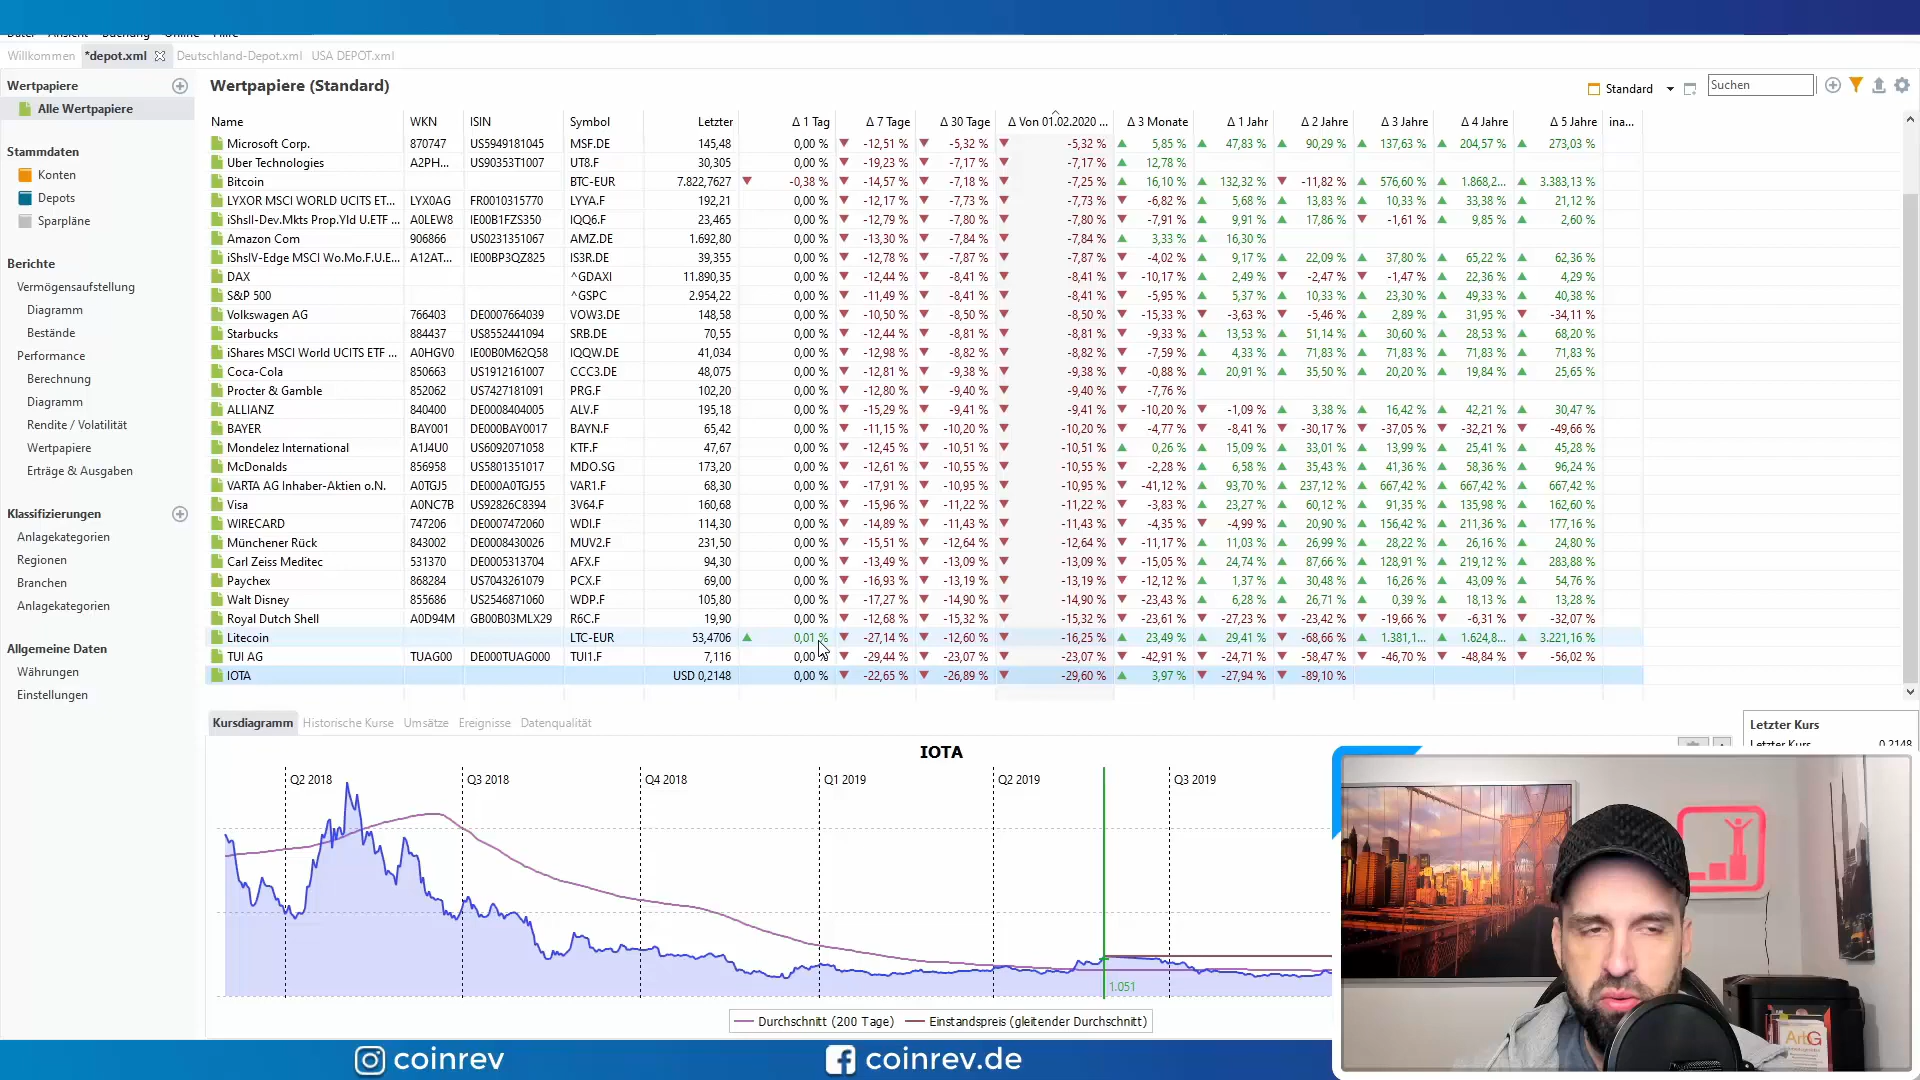 Datei Ansicht Buchung Online Hilfe
Willkommen *depot.xml Deutschland-Depot.xml USA DEPOT.xml
Wertpapiere
Alle Wertpapiere
Stammdaten
Konten
Depots
Sparpläne
Berichte
Vermögensaufstellung
Diagramm
Bestände
Performance
Berechnung
Diagramm
Rendite / Volatilität
Wertpapiere
Erträge & Ausgaben
Klassifizierungen
Anlagekategorien
Regionen
Branchen
Anlagekategorien
Allgemeine Daten
Währungen
Einstellungen
Wertpapiere (Standard)
Standard Suchen
Name WKN ISIN Symbol Letzter Δ 1 Tag Δ 7 Tage Δ 30 Tage Δ Von 01.02.2020 ... Δ 3 Monate Δ 1 Jahr Δ 2 Jahre Δ 3 Jahre Δ 4 Jahre Δ 5 Jahre ina...
Microsoft Corp. 870747 US5949181045 MSF.DE 145,48 0,00 % -12,51 % -5,32 % -5,32 % 5,85 % 47,83 % 90,29 % 137,63 % 204,57 % 273,03 %
Uber Technologies A2PH... US90353T1007 UT8.F 30,305 0,00 % -19,23 % -7,17 % -7,17 % 12,78 %
Bitcoin BTC-EUR 7.822,7627 -0,38 % -14,57 % -7,18 % -7,25 % 16,10 % 132,32 % -11,82 % 576,60 % 1.868,2... 3.383,13 %
LYXOR MSCI WORLD UCITS ET... LYX0AG FR0010315770 LYYA.F 192,21 0,00 % -12,17 % -7,73 % -7,73 % -6,82 % 5,68 % 13,83 % 10,33 % 33,38 % 21,12 %
iShsII-Dev.Mkts Prop.Yld U.ETF ... A0LEW8 IE00B1FZS350 IQQ6.F 23,465 0,00 % -12,79 % -7,80 % -7,80 % -7,91 % 9,91 % 17,86 % -1,61 % 9,85 % 2,60 %
Amazon Com 906866 US0231351067 AMZ.DE 1.692,80 0,00 % -13,30 % -7,84 % -7,84 % 3,33 % 16,30 %
iShsIV-Edge MSCI Wo.Mo.F.U.E... A12AT... IE00BP3QZ825 IS3R.DE 39,355 0,00 % -12,78 % -7,87 % -7,87 % -4,02 % 9,17 % 22,09 % 37,80 % 65,22 % 62,36 %
DAX ^GDAXI 11.890,35 0,00 % -12,44 % -8,41 % -8,41 % -10,17 % 2,49 % -2,47 % -1,47 % 22,36 % 4,29 %
S&P 500 ^GSPC 2.954,22 0,00 % -11,49 % -8,41 % -8,41 % -5,95 % 5,37 % 10,33 % 23,30 % 49,33 % 40,38 %
Volkswagen AG 766403 DE0007664039 VOW3.DE 148,58 0,00 % -10,50 % -8,50 % -8,50 % -15,33 % -3,63 % -5,46 % 2,89 % 31,95 % -34,11 %
Starbucks 884437 US8552441094 SRB.DE 70,55 0,00 % -12,44 % -8,81 % -8,81 % -9,33 % 13,53 % 51,14 % 30,60 % 28,53 % 68,20 %
iShares MSCI World UCITS ETF ... A0HGV0 IE00B0M62Q58 IQQW.DE 41,034 0,00 % -12,98 % -8,82 % -8,82 % -7,59 % 4,33 % 71,83 % 71,83 % 71,83 % 71,83 %
Coca-Cola 850663 US1912161007 CCC3.DE 48,075 0,00 % -12,81 % -9,38 % -9,38 % -0,88 % 20,91 % 35,50 % 20,20 % 19,84 % 25,65 %
Procter & Gamble 852062 US7427181091 PRG.F 102,20 0,00 % -12,80 % -9,40 % -9,40 % -7,76 %
ALLIANZ 840400 DE0008404005 ALV.F 195,18 0,00 % -15,29 % -9,41 % -9,41 % -10,20 % -1,09 % 3,38 % 16,42 % 42,21 % 30,47 %
BAYER BAY001 DE000BAY0017 BAYN.F 65,42 0,00 % -11,15 % -10,20 % -10,20 % -4,77 % -8,41 % -30,17 % -37,05 % -32,21 % -49,66 %
Mondelez International A1J4U0 US6092071058 KTF.F 47,67 0,00 % -12,45 % -10,51 % -10,51 % 0,26 % 15,09 % 33,01 % 13,99 % 25,41 % 45,28 %
McDonalds 856958 US5801351017 MDO.SG 173,20 0,00 % -12,61 % -10,55 % -10,55 % -2,28 % 6,58 % 35,43 % 41,36 % 58,36 % 96,24 %
VARTA AG Inhaber-Aktien o.N. A0TGJ5 DE000A0TGJ55 VAR1.F 68,30 0,00 % -17,91 % -10,95 % -10,95 % -41,12 % 93,70 % 237,12 % 667,42 % 667,42 % 667,42 %
Visa A0NC7B US92826C8394 3V64.F 160,68 0,00 % -15,96 % -11,22 % -11,22 % -3,83 % 23,27 % 60,12 % 91,35 % 135,98 % 162,60 %
WIRECARD 747206 DE0007472060 WDI.F 114,30 0,00 % -14,89 % -11,43 % -11,43 % -4,35 % -4,99 % 20,90 % 156,42 % 211,36 % 177,16 %
Münchener Rück 843002 DE0008430026 MUV2.F 231,50 0,00 % -15,51 % -12,64 % -12,64 % -11,17 % 11,03 % 26,99 % 28,22 % 26,16 % 24,80 %
Carl Zeiss Meditec 531370 DE0005313704 AFX.F 94,30 0,00 % -13,49 % -13,09 % -13,09 % -15,05 % 24,74 % 87,66 % 128,91 % 219,12 % 283,88 %
Paychex 868284 US7043261079 PCX.F 69,00 0,00 % -16,93 % -13,19 % -13,19 % -12,12 % 1,37 % 30,48 % 16,26 % 43,09 % 54,76 %
Walt Disney 855686 US2546871060 WDP.F 105,80 0,00 % -17,27 % -14,90 % -14,90 % -23,43 % 6,28 % 26,71 % 0,39 % 18,13 % 13,28 %
Royal Dutch Shell A0D94M GB00B03MLX29 R6C.F 19,90 0,00 % -12,68 % -15,32 % -15,32 % -23,61 % -27,23 % -23,42 % -19,66 % -6,31 % -32,07 %
Litecoin LTC-EUR 53,4706 0,01 % -27,14 % -12,60 % -16,25 % 23,49 % 29,41 % -68,66 % 1.381,1... 1.624,8... 3.221,16 %
TUI AG TUAG00 DE000TUAG000 TUI1.F 7,116 0,00 % -29,44 % -23,07 % -23,07 % -42,91 % -24,71 % -58,47 % -46,70 % -48,84 % -56,02 %
IOTA USD 0,2148 0,00 % -22,65 % -26,89 % -29,60 % 3,97 % -27,94 % -89,10 %
Kursdiagramm Historische Kurse Umsätze Ereignisse Datenqualität
Letzter Kurs
Letzter Kurs 0,2148
IOTA
Q2 2018 Q3 2018 Q4 2018 Q1 2019 Q2 2019 Q3 2019
1.051
Durchschnitt (200 Tage) Einstandspreis (gleitender Durchschnitt)
coinrev coinrev.de